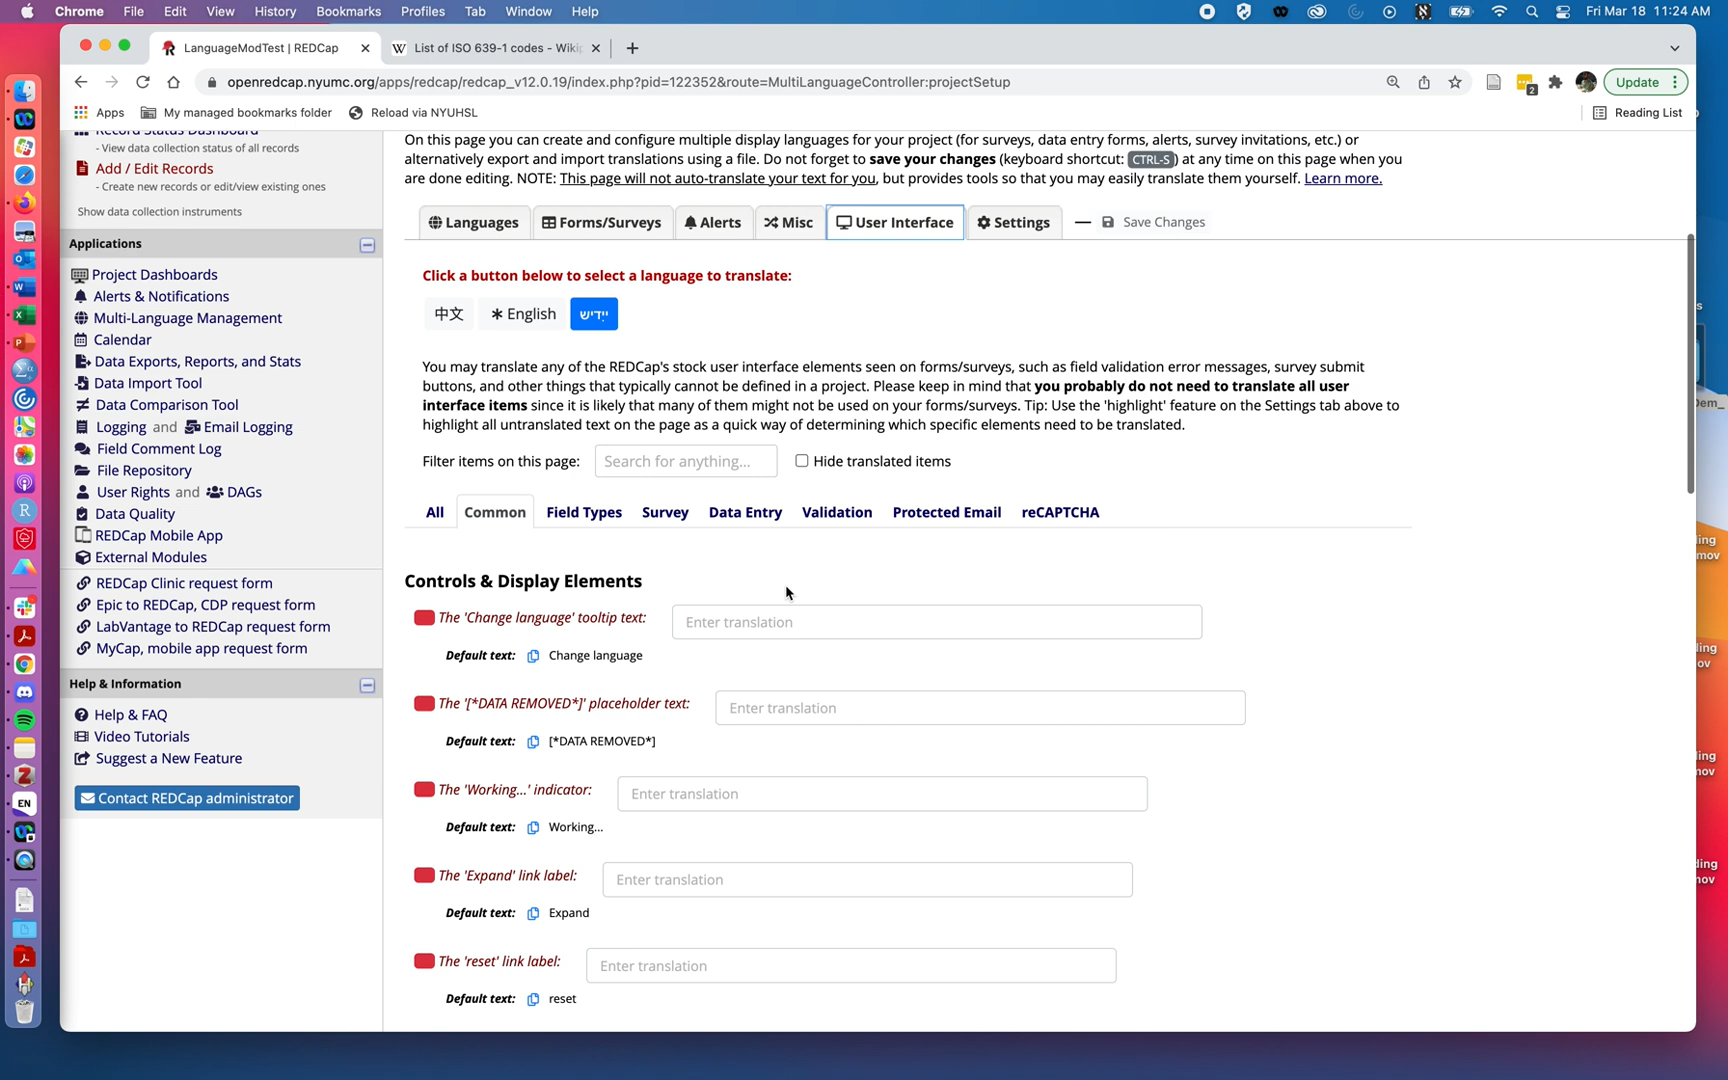 Chrome File Edit View History Bookmarks Profiles Tab Window Help
Fri Mar 18 11:24 AM
LanguageModTest | REDCap
List of ISO 639-1 codes - Wiki
openredcap.nyumc.org/apps/redcap/redcap_v12.0.19/index.php?pid=122352&route=MultiLanguageController:projectSetup
2
Update
Apps
My managed bookmarks folder
Reload via NYUHSL
Reading List
Record Status Dashboard
- View data collection status of all records
Add / Edit Records
- Create new records or edit/view existing ones
Show data collection instruments
Applications
Project Dashboards
Alerts & Notifications
Multi-Language Management
Calendar
Data Exports, Reports, and Stats
Data Import Tool
Data Comparison Tool
Logging and Email Logging
Field Comment Log
File Repository
User Rights and DAGs
Data Quality
REDCap Mobile App
External Modules
REDCap Clinic request form
Epic to REDCap, CDP request form
LabVantage to REDCap request form
MyCap, mobile app request form
Help & Information
Help & FAQ
Video Tutorials
Suggest a New Feature
Contact REDCap administrator
On this page you can create and configure multiple display languages for your project (for surveys, data entry forms, alerts, survey invitations, etc.) or
alternatively export and import translations using a file. Do not forget to save your changes (keyboard shortcut: CTRL-S) at any time on this page when you
are done editing. NOTE: This page will not auto-translate your text for you, but provides tools so that you may easily translate them yourself. Learn more.
Languages Forms/Surveys Alerts Misc User Interface Settings — Save Changes
Click a button below to select a language to translate:
中文 * English ייִדיש
You may translate any of the REDCap's stock user interface elements seen on forms/surveys, such as field validation error messages, survey submit
buttons, and other things that typically cannot be defined in a project. Please keep in mind that you probably do not need to translate all user
interface items since it is likely that many of them might not be used on your forms/surveys. Tip: Use the 'highlight' feature on the Settings tab above to
highlight all untranslated text on the page as a quick way of determining which specific elements need to be translated.
Filter items on this page: Search for anything... Hide translated items
All Common Field Types Survey Data Entry Validation Protected Email reCAPTCHA
Controls & Display Elements
The 'Change language' tooltip text: Enter translation
Default text: Change language
The '[*DATA REMOVED*]' placeholder text: Enter translation
Default text: [*DATA REMOVED*]
The 'Working...' indicator: Enter translation
Default text: Working...
The 'Expand' link label: Enter translation
Default text: Expand
The 'reset' link label: Enter translation
Default text: reset
EN